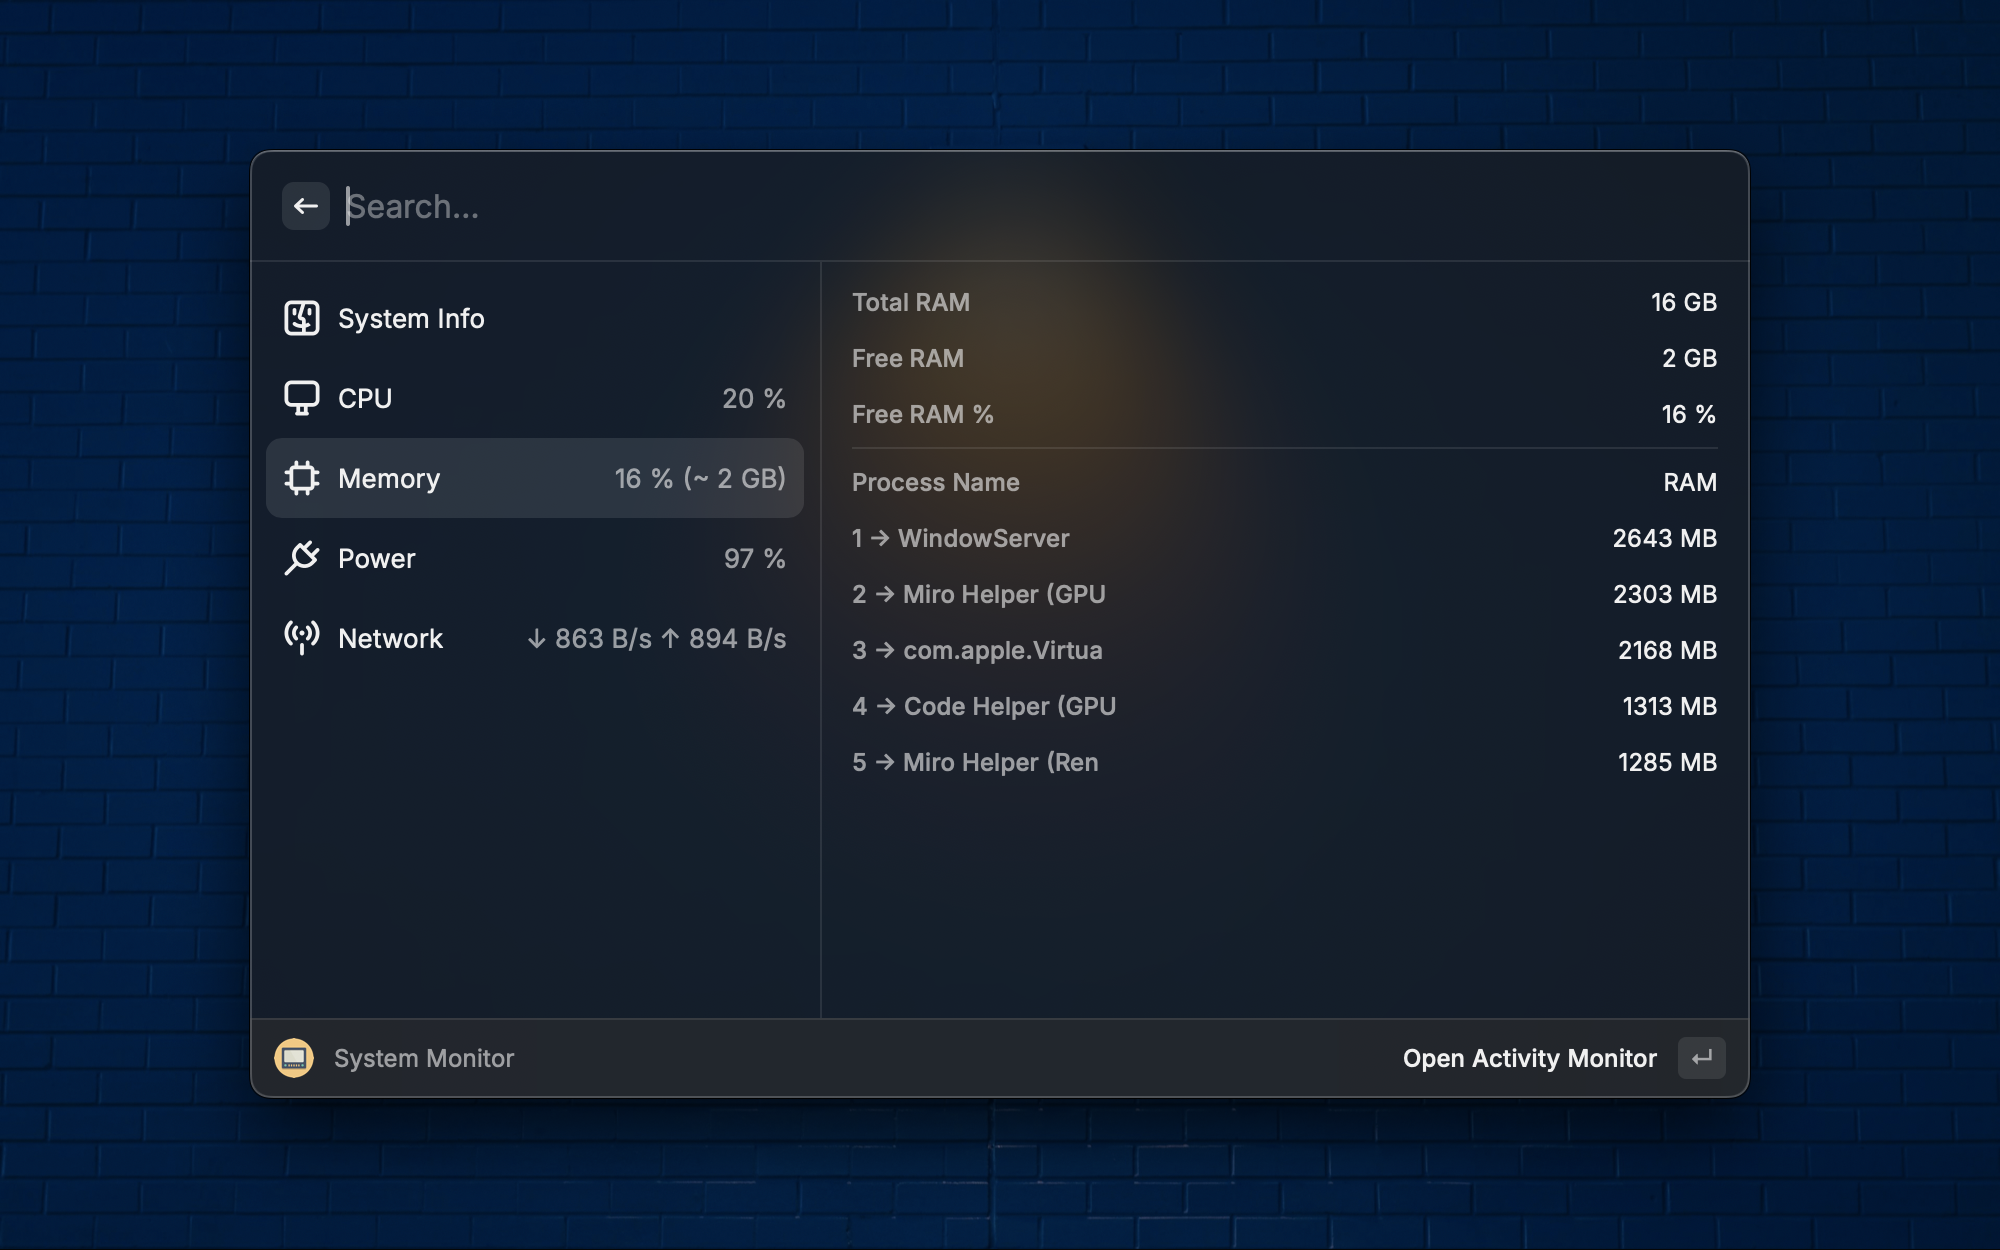 Search...
System Info
CPU 20 %
Memory 16 % (~ 2 GB)
Power 97 %
Network ↓ 863 B/s ↑ 894 B/s
Total RAM 16 GB
Free RAM 2 GB
Free RAM % 16 %
Process Name RAM
1 → WindowServer 2643 MB
2 → Miro Helper (GPU 2303 MB
3 → com.apple.Virtua 2168 MB
4 → Code Helper (GPU 1313 MB
5 → Miro Helper (Ren 1285 MB
System Monitor
Open Activity Monitor ↵